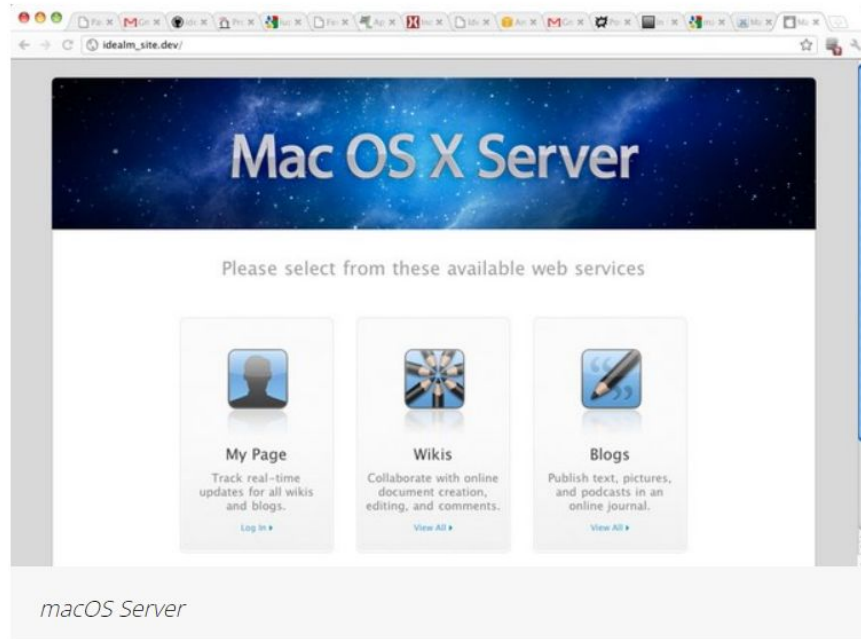 idealm_site.dev/
Mac OS X Server
Please select from these available web services
My Page
Track real-time
updates for all wikis
and blogs.
Log In
Wikis
Collaborate with online
document creation,
editing, and comments.
View All
Blogs
Publish text, pictures,
and podcasts in an
online journal.
View All
macOS Server